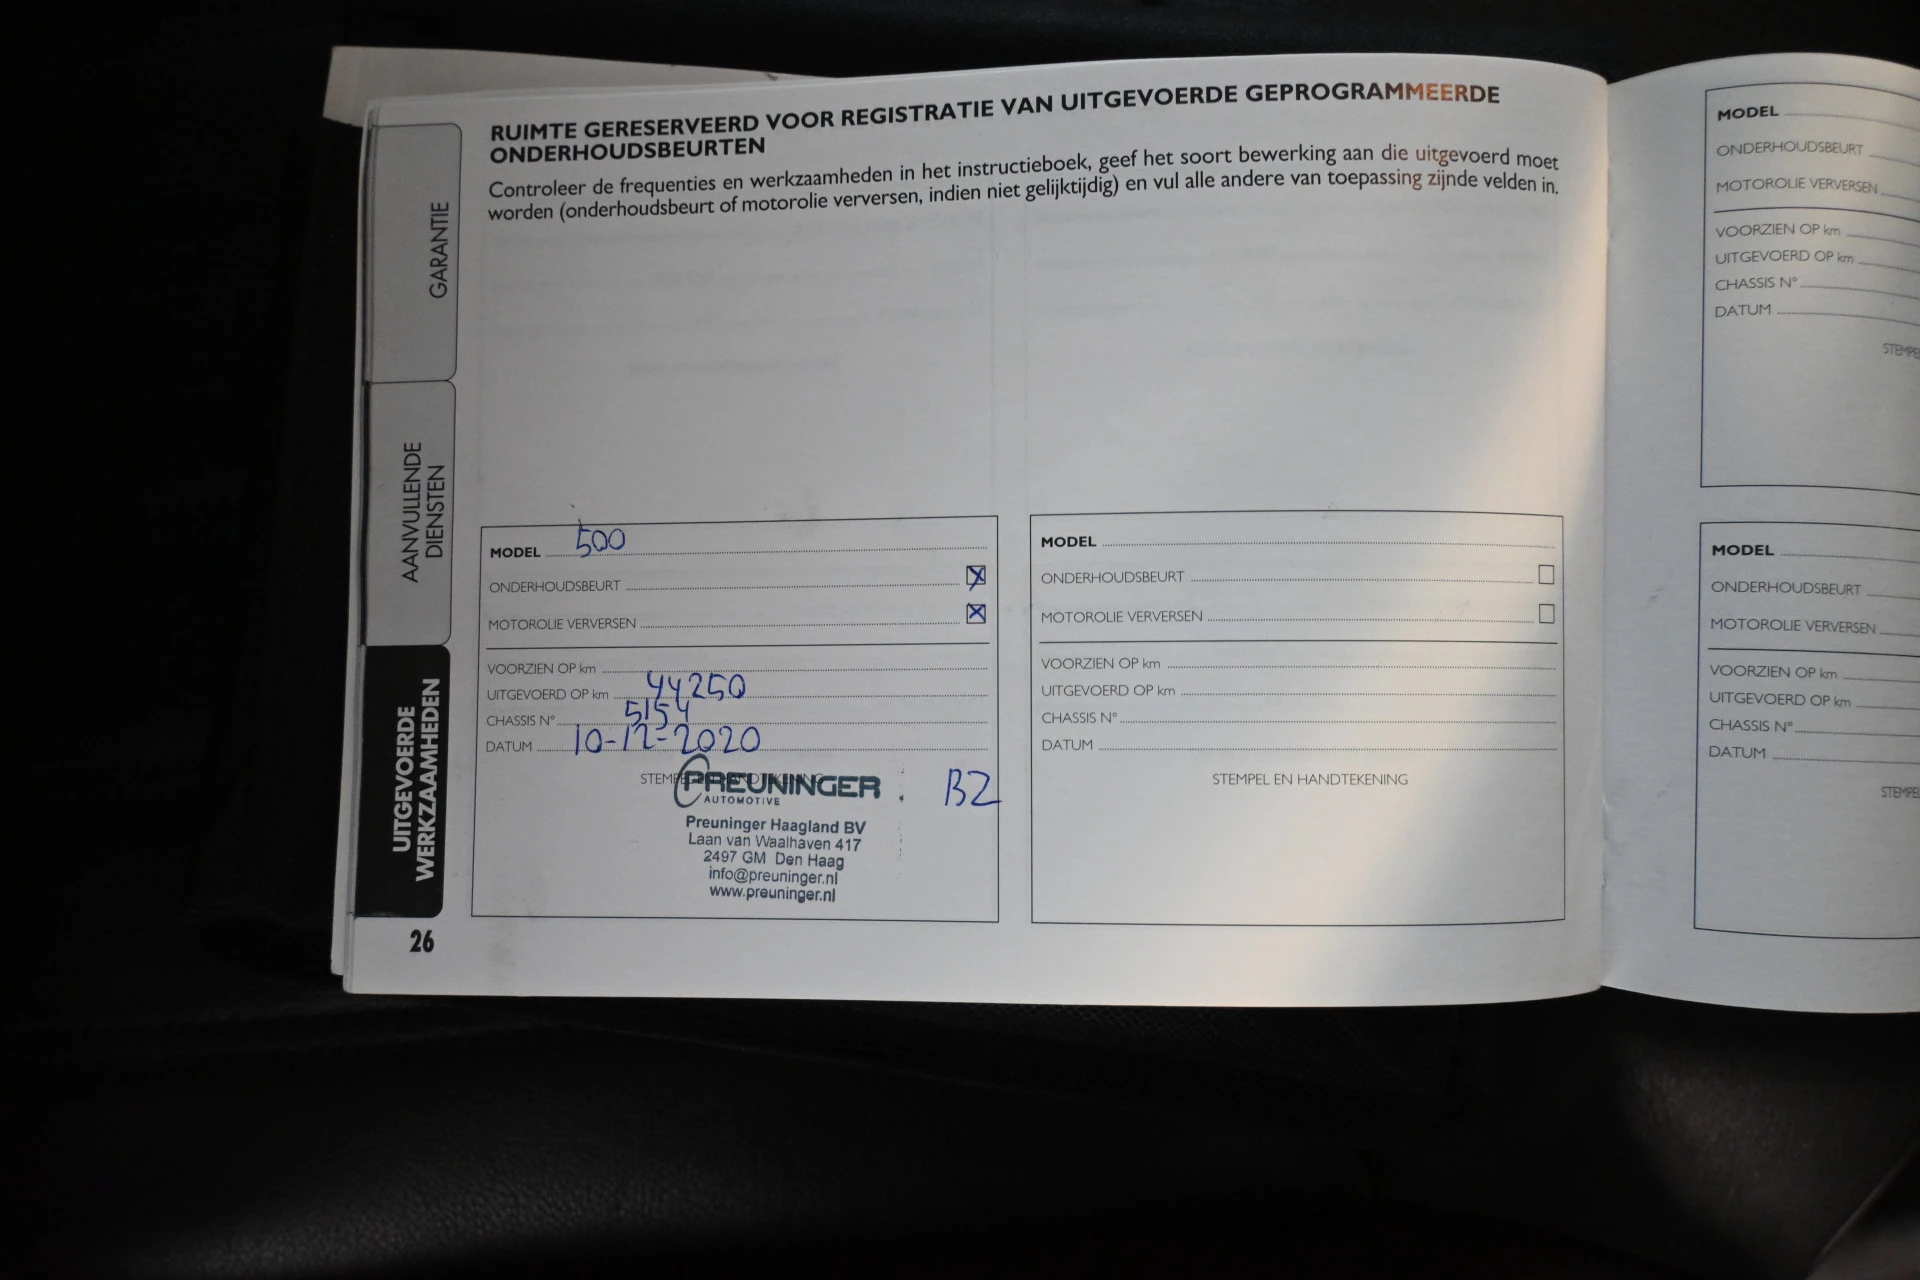 RUIMTE GERESERVEERD VOOR REGISTRATIE VAN UITGEVOERDE GEPROGRAMMEERDE
ONDERHOUDSBEURTEN
Controleer de frequenties en werkzaamheden in het instructieboek, geef het soort bewerking aan die uitgevoerd moet
worden (onderhoudsbeurt of motorolie verversen, indien niet gelijktijdig) en vul alle andere van toepassing zijnde velden in.
GARANTIE
AANVULLENDE
DIENSTEN
UITGEVOERDE
WERKZAAMHEDEN
26
MODEL 500
ONDERHOUDSBEURT X
MOTOROLIE VERVERSEN X
VOORZIEN OP km
UITGEVOERD OP km 44250
CHASSIS N° 5154
DATUM 10-12-2020
STEMPEL EN HANDTEKENING
PREUNINGER
AUTOMOTIVE
BZ
Preuninger Haagland BV
Laan van Waalhaven 417
2497 GM Den Haag
info@preuninger.nl
www.preuninger.nl
MODEL
ONDERHOUDSBEURT
MOTOROLIE VERVERSEN
VOORZIEN OP km
UITGEVOERD OP km
CHASSIS N°
DATUM
STEMPEL EN HANDTEKENING
MODEL
ONDERHOUDSBEURT
MOTOROLIE VERVERSEN
VOORZIEN OP km
UITGEVOERD OP km
CHASSIS N°
DATUM
STEMPE
MODEL
ONDERHOUDSBEURT
MOTOROLIE VERVERSEN
VOORZIEN OP km
UITGEVOERD OP km
CHASSIS N°
DATUM
STEMPE